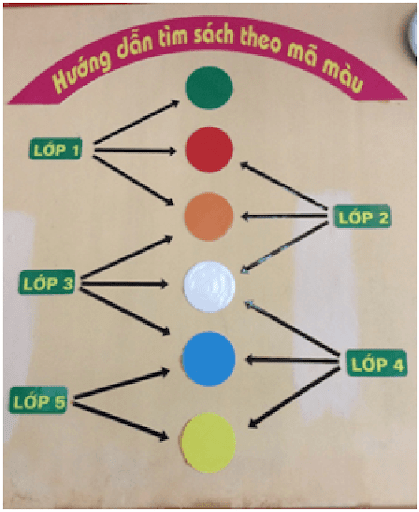 Hướng dẫn tìm sách theo mã màu
LỚP 1
LỚP 2
LỚP 3
LỚP 4
LỚP 5